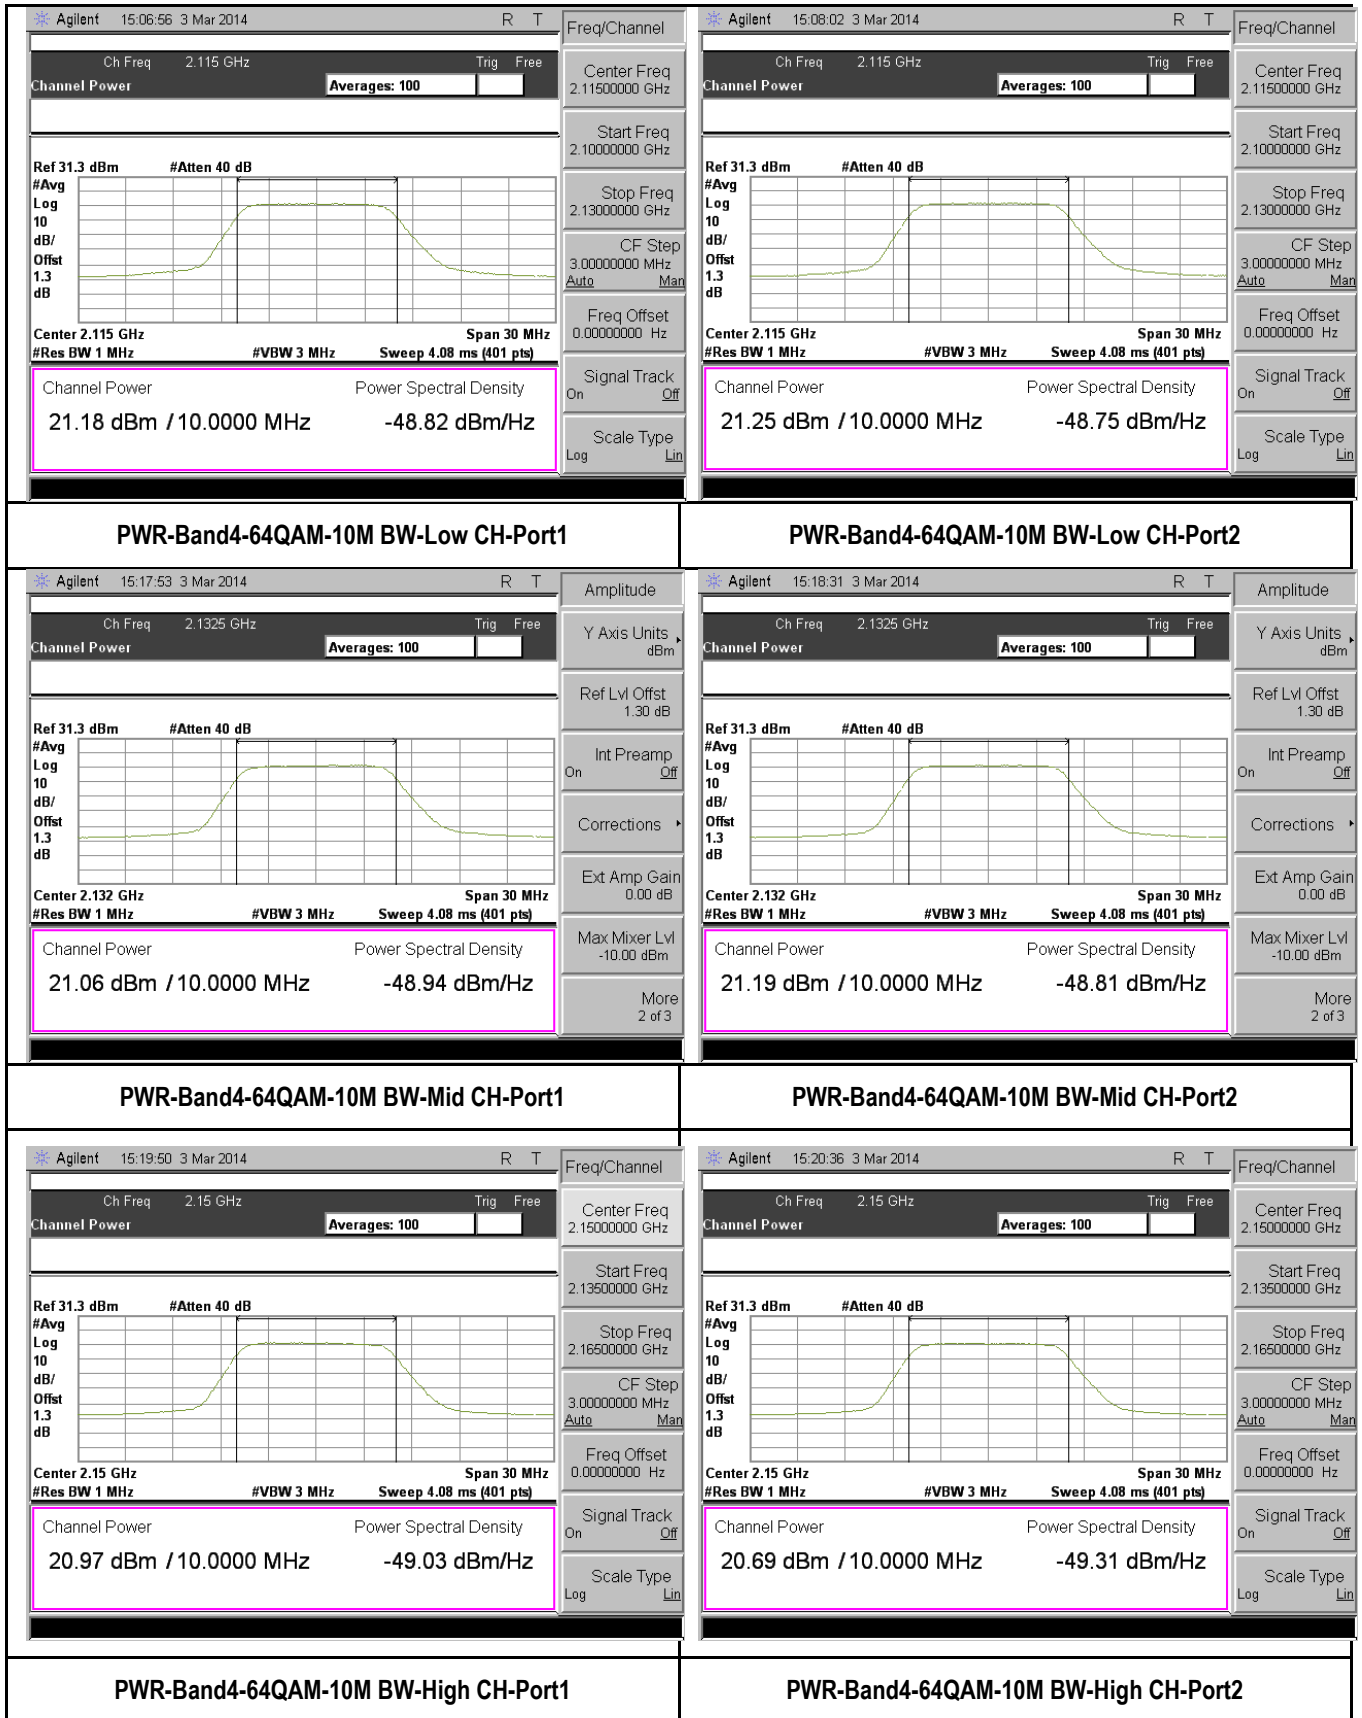 Agilent 15:06:56 3 Mar 2014 R T
Freq/Channel
Ch Freq 2.115 GHz Trig Free
Channel Power Averages: 100
Center Freq
2.11500000 GHz
Start Freq
2.10000000 GHz
Ref 31.3 dBm #Atten 40 dB
#Avg
Log
10
dB/
Offst
1.3
dB
Stop Freq
2.13000000 GHz
CF Step
3.00000000 MHz
Auto Man
Freq Offset
0.00000000 Hz
Center 2.115 GHz Span 30 MHz
#Res BW 1 MHz #VBW 3 MHz Sweep 4.08 ms (401 pts)
Channel Power Power Spectral Density
21.18 dBm / 10.0000 MHz -48.82 dBm/Hz
Signal Track
On Off
Scale Type
Log Lin
PWR-Band4-64QAM-10M BW-Low CH-Port1
Agilent 15:08:02 3 Mar 2014 R T
Freq/Channel
Ch Freq 2.115 GHz Trig Free
Channel Power Averages: 100
Center Freq
2.11500000 GHz
Start Freq
2.10000000 GHz
Ref 31.3 dBm #Atten 40 dB
#Avg
Log
10
dB/
Offst
1.3
dB
Stop Freq
2.13000000 GHz
CF Step
3.00000000 MHz
Auto Man
Freq Offset
0.00000000 Hz
Center 2.115 GHz Span 30 MHz
#Res BW 1 MHz #VBW 3 MHz Sweep 4.08 ms (401 pts)
Channel Power Power Spectral Density
21.25 dBm / 10.0000 MHz -48.75 dBm/Hz
Signal Track
On Off
Scale Type
Log Lin
PWR-Band4-64QAM-10M BW-Low CH-Port2
Agilent 15:17:53 3 Mar 2014 R T
Amplitude
Ch Freq 2.1325 GHz Trig Free
Channel Power Averages: 100
Y Axis Units
dBm
Ref Lvl Offst
1.30 dB
Ref 31.3 dBm #Atten 40 dB
#Avg
Log
10
dB/
Offst
1.3
dB
Int Preamp
On Off
Corrections
Ext Amp Gain
0.00 dB
Center 2.132 GHz Span 30 MHz
#Res BW 1 MHz #VBW 3 MHz Sweep 4.08 ms (401 pts)
Channel Power Power Spectral Density
21.06 dBm / 10.0000 MHz -48.94 dBm/Hz
Max Mixer Lvl
-10.00 dBm
More
2 of 3
PWR-Band4-64QAM-10M BW-Mid CH-Port1
Agilent 15:18:31 3 Mar 2014 R T
Amplitude
Ch Freq 2.1325 GHz Trig Free
Channel Power Averages: 100
Y Axis Units
dBm
Ref Lvl Offst
1.30 dB
Ref 31.3 dBm #Atten 40 dB
#Avg
Log
10
dB/
Offst
1.3
dB
Int Preamp
On Off
Corrections
Ext Amp Gain
0.00 dB
Center 2.132 GHz Span 30 MHz
#Res BW 1 MHz #VBW 3 MHz Sweep 4.08 ms (401 pts)
Channel Power Power Spectral Density
21.19 dBm / 10.0000 MHz -48.81 dBm/Hz
Max Mixer Lvl
-10.00 dBm
More
2 of 3
PWR-Band4-64QAM-10M BW-Mid CH-Port2
Agilent 15:19:50 3 Mar 2014 R T
Freq/Channel
Ch Freq 2.15 GHz Trig Free
Channel Power Averages: 100
Center Freq
2.15000000 GHz
Start Freq
2.13500000 GHz
Ref 31.3 dBm #Atten 40 dB
#Avg
Log
10
dB/
Offst
1.3
dB
Stop Freq
2.16500000 GHz
CF Step
3.00000000 MHz
Auto Man
Freq Offset
0.00000000 Hz
Center 2.15 GHz Span 30 MHz
#Res BW 1 MHz #VBW 3 MHz Sweep 4.08 ms (401 pts)
Channel Power Power Spectral Density
20.97 dBm / 10.0000 MHz -49.03 dBm/Hz
Signal Track
On Off
Scale Type
Log Lin
PWR-Band4-64QAM-10M BW-High CH-Port1
Agilent 15:20:36 3 Mar 2014 R T
Freq/Channel
Ch Freq 2.15 GHz Trig Free
Channel Power Averages: 100
Center Freq
2.15000000 GHz
Start Freq
2.13500000 GHz
Ref 31.3 dBm #Atten 40 dB
#Avg
Log
10
dB/
Offst
1.3
dB
Stop Freq
2.16500000 GHz
CF Step
3.00000000 MHz
Auto Man
Freq Offset
0.00000000 Hz
Center 2.15 GHz Span 30 MHz
#Res BW 1 MHz #VBW 3 MHz Sweep 4.08 ms (401 pts)
Channel Power Power Spectral Density
20.69 dBm / 10.0000 MHz -49.31 dBm/Hz
Signal Track
On Off
Scale Type
Log Lin
PWR-Band4-64QAM-10M BW-High CH-Port2